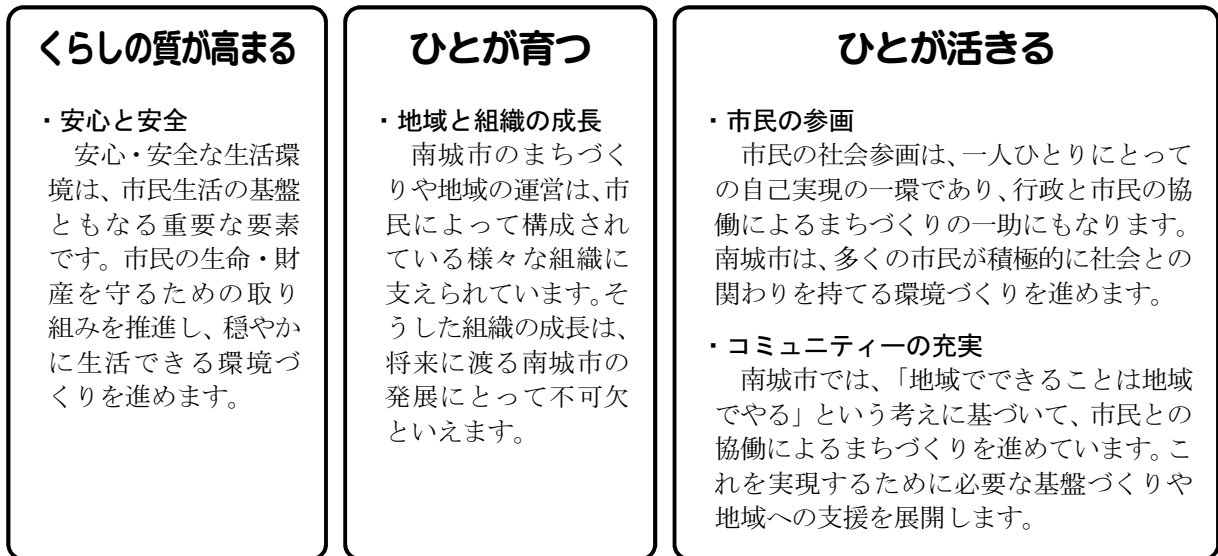 くらしの質が高まる
・安心と安全
安心・安全な生活環
境は、市民生活の基盤
ともなる重要な要素
です。市民の生命・財
産を守るための取り
組みを推進し、穏やか
に生活できる環境づ
くりを進めます。
ひとが育つ
・地域と組織の成長
南城市のまちづく
りや地域の運営は、市
民によって構成され
ている様々な組織に
支えられています。そ
うした組織の成長は、
将来に渡る南城市の
発展にとって不可欠
といえます。
ひとが活きる
・市民の参画
市民の社会参画は、一人ひとりにとって
の自己実現の一環であり、行政と市民の協
働によるまちづくりの一助にもなります。
南城市は、多くの市民が積極的に社会との
関わりを持てる環境づくりを進めます。
・コミュニティーの充実
南城市では、「地域でできることは地域
でやる」という考えに基づいて、市民との
協働によるまちづくりを進めています。こ
れを実現するために必要な基盤づくりや
地域への支援を展開します。